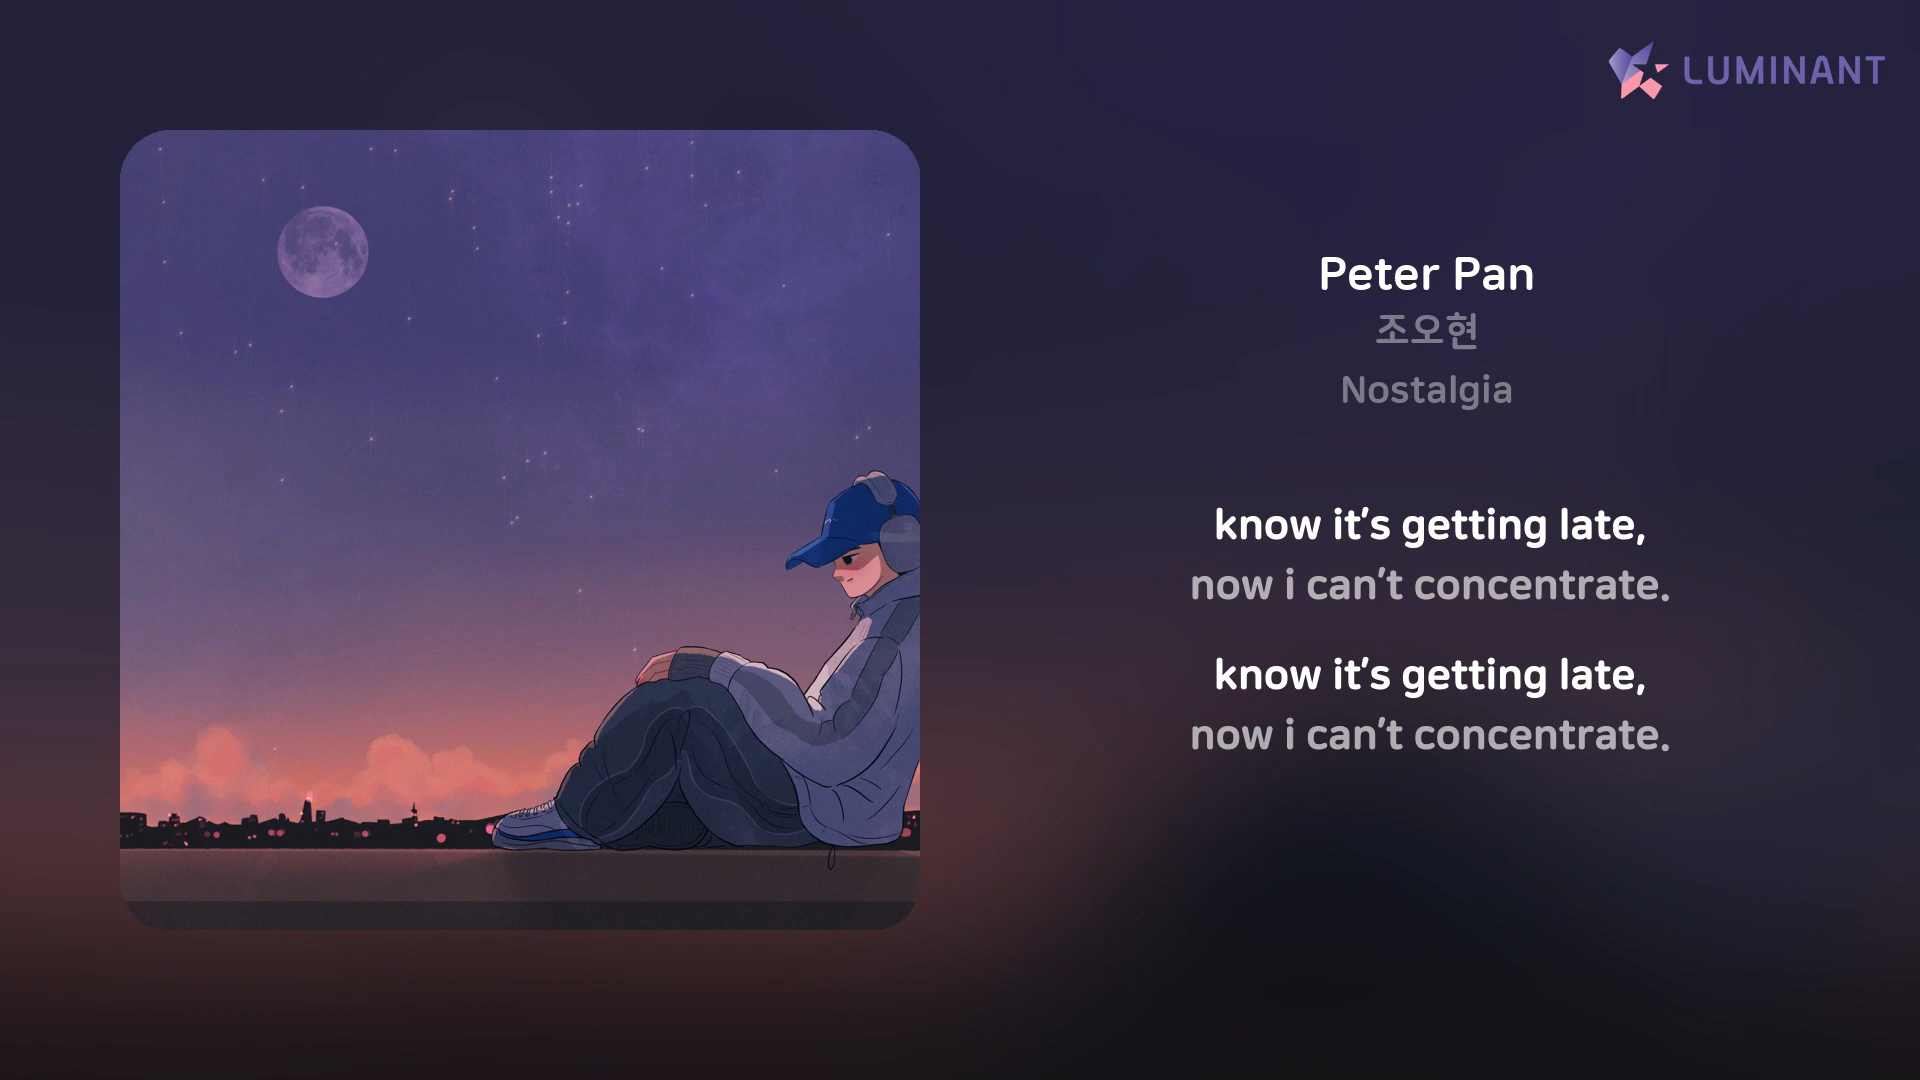 LUMINANT
Peter Pan
조오현
Nostalgia
know it's getting late,
now i can't concentrate.
know it's getting late,
now i can't concentrate.